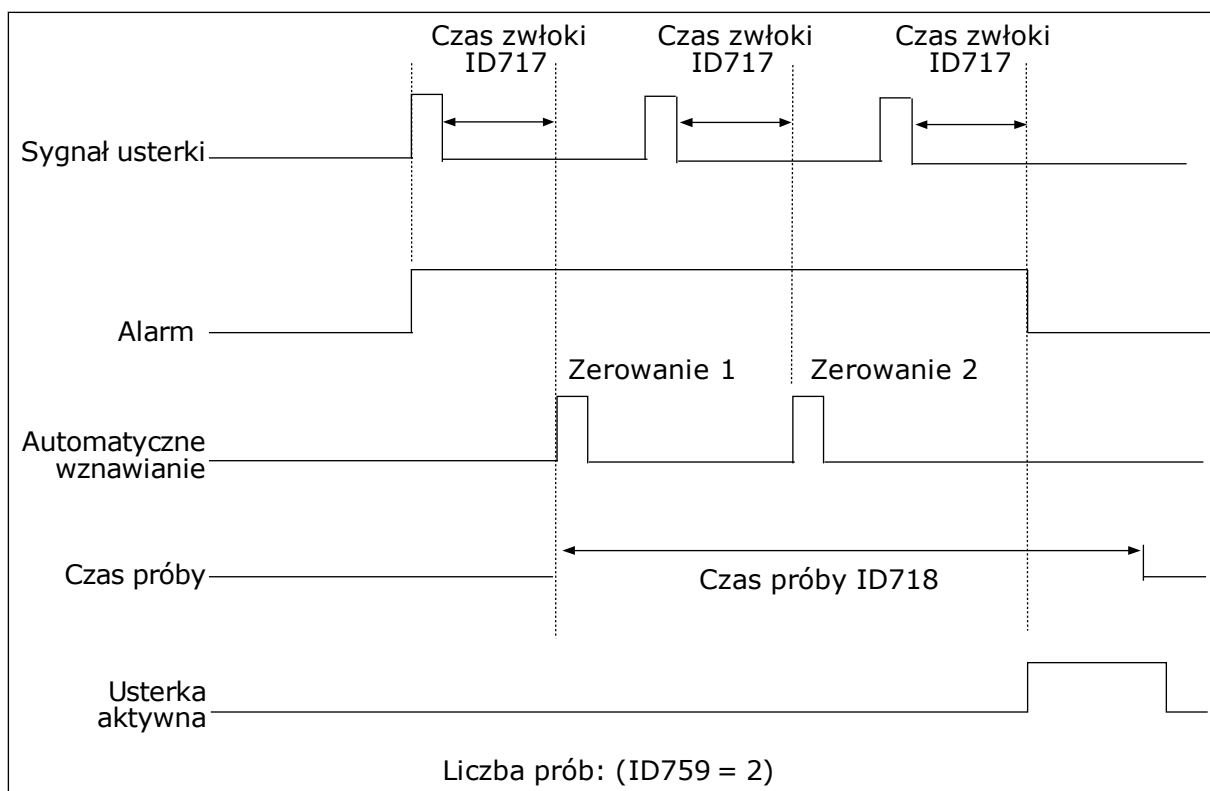 Czas zwłoki
ID717
Czas zwłoki
ID717
Czas zwłoki
ID717
Sygnał usterki
Alarm
Zerowanie 1
Zerowanie 2
Automatyczne
wznawianie
Czas próby
Czas próby ID718
Usterka
aktywna
Liczba prób: (ID759 = 2)